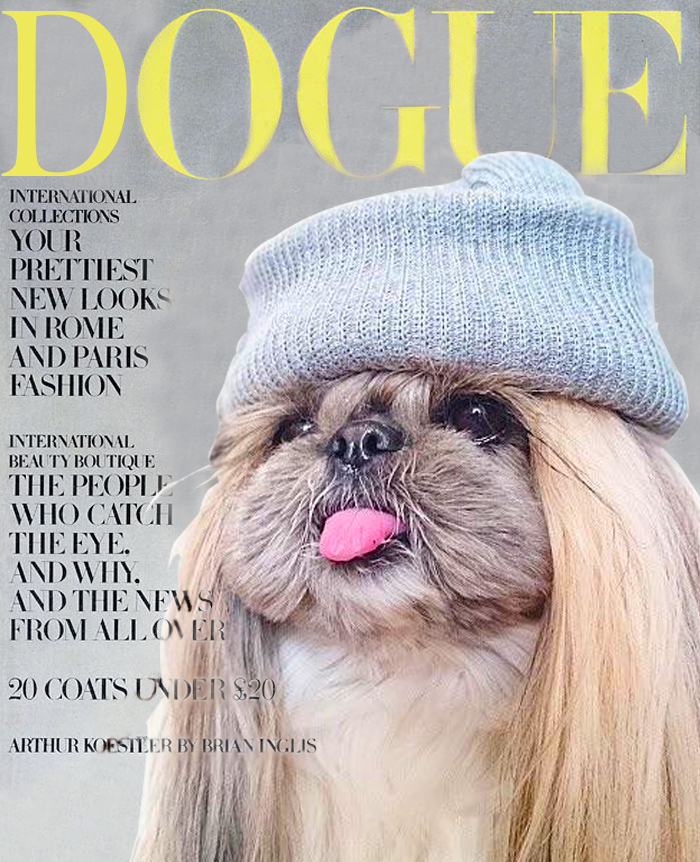 DOGUE
INTERNATIONAL
COLLECTIONS
YOUR
PRETTIEST
NEW LOOKS
IN ROME
AND PARIS
FASHION
INTERNATIONAL
BEAUTY BOUTIQUE
THE PEOPLE
WHO CATCH
THE EYE.
AND WHY.
AND THE NEWS
FROM ALL OVER
20 COATS UNDER £20
ARTHUR KOESTLER BY BRIAN INGLIS